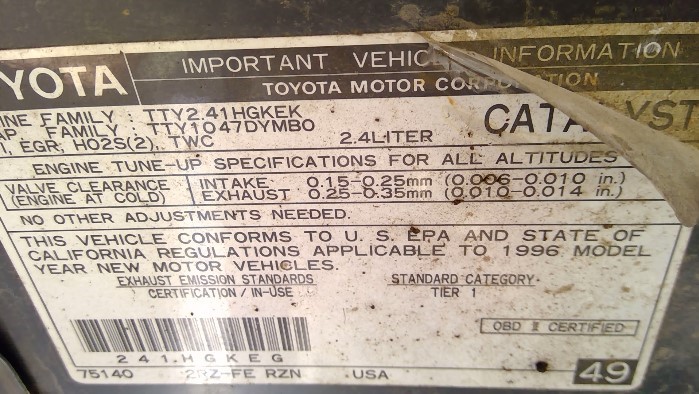 YOTA IMPORTANT VEHIC INFORMATION
TOYOTA MOTOR CORPORATION
INE FAMILY : TTY2.41HGKEK
AP FAMILY : TTY1047DYMBO CATALYST
I, EGR, HO2S(2), TWC 2.4LITER
ENGINE TUNE-UP SPECIFICATIONS FOR ALL ALTITUDES
VALVE CLEARANCE INTAKE 0.15-0.25mm (0.006-0.010 in.)
(ENGINE AT COLD) EXHAUST 0.25-0.35mm (0.010-0.014 in.)
NO OTHER ADJUSTMENTS NEEDED.
THIS VEHICLE CONFORMS TO U.S. EPA AND STATE OF
CALIFORNIA REGULATIONS APPLICABLE TO 1996 MODEL
YEAR NEW MOTOR VEHICLES.
EXHAUST EMISSION STANDARDS STANDARD CATEGORY
CERTIFICATION / IN-USE TIER 1
OBD II CERTIFIED
241.HGKEG
75140 2RZ-FE RZN .USA 49